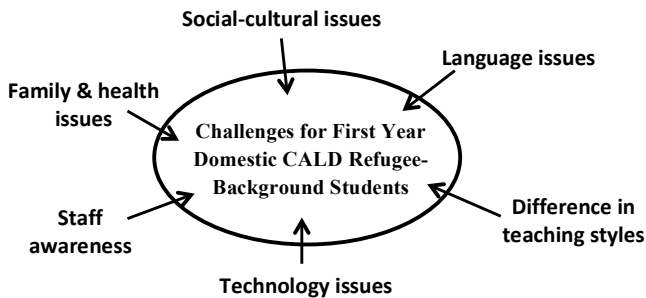 Social-cultural issues
Language issues
Family & health
issues
Challenges for First Year
Domestic CALD Refugee-
Background Students
Staff
awareness
Difference in
teaching styles
Technology issues